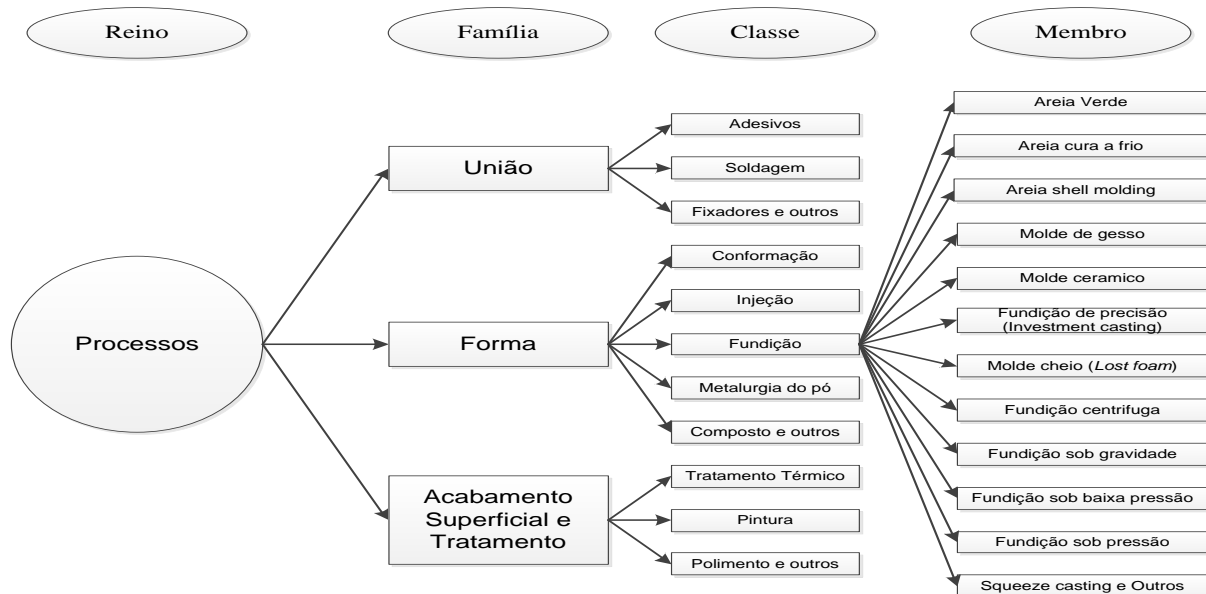 Reino
Família
Classe
Membro
Processos
União
Forma
Acabamento
Superficial e
Tratamento
Adesivos
Soldagem
Fixadores e outros
Conformação
Injeção
Fundição
Metalurgia do pó
Composto e outros
Tratamento Térmico
Pintura
Polimento e outros
Areia Verde
Areia cura a frio
Areia shell molding
Molde de gesso
Molde ceramico
Fundição de precisão
(Investment casting)
Molde cheio (Lost foam)
Fundição centrifuga
Fundição sob gravidade
Fundição sob baixa pressão
Fundição sob pressão
Squeeze casting e Outros